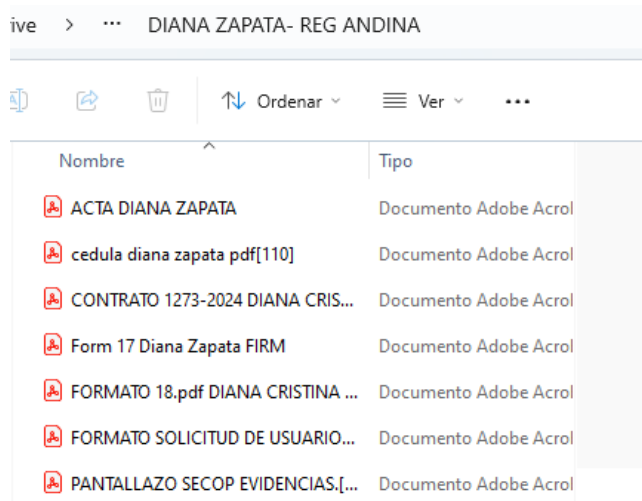 ive > ... DIANA ZAPATA- REG ANDINA
A Ordenar Ver ...
Nombre Tipo
ACTA DIANA ZAPATA Documento Adobe Acrol
cedula diana zapata pdf[110] Documento Adobe Acrol
CONTRATO 1273-2024 DIANA CRIS... Documento Adobe Acrol
Form 17 Diana Zapata FIRM Documento Adobe Acrol
FORMATO 18.pdf DIANA CRISTINA ... Documento Adobe Acrol
FORMATO SOLICITUD DE USUARIO... Documento Adobe Acrol
PANTALLAZO SECOP EVIDENCIAS.[... Documento Adobe Acrol